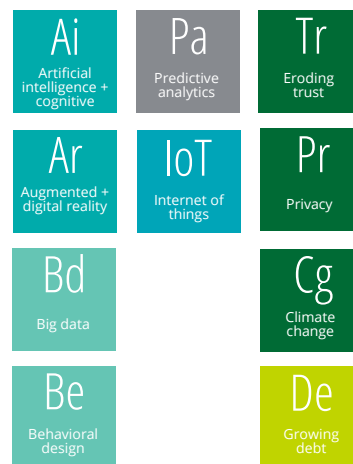 Ai
Artificial
intelligence +
cognitive
Pa
Predictive
analytics
Tr
Eroding
trust
Ar
Augmented +
digital reality
IoT
Internet of
things
Pr
Privacy
Bd
Big data
Cg
Climate
change
Be
Behavioral
design
De
Growing
debt